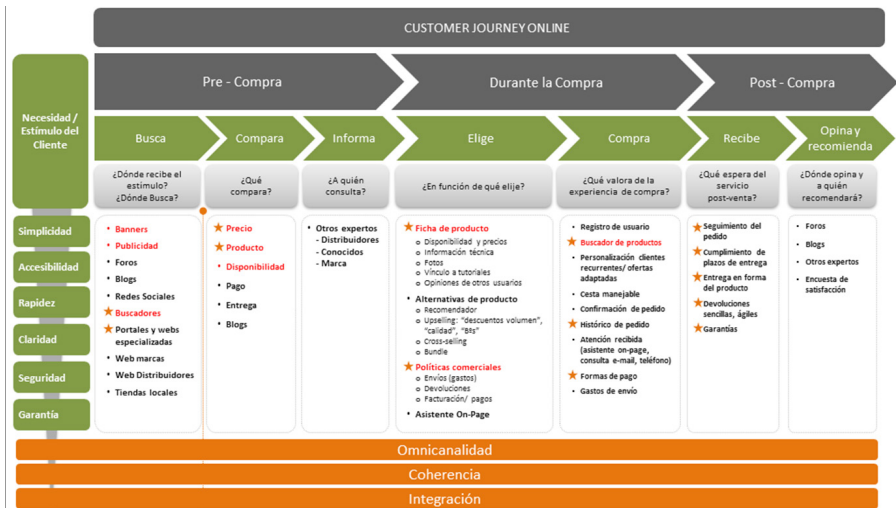 CUSTOMER JOURNEY ONLINE
Necesidad /
Estímulo del
Cliente
Pre - Compra
Durante la Compra
Post - Compra
Busca
Compara
Informa
Elige
Compra
Recibe
Opina y
recomienda
¿Dónde recibe el
estimulo?
¿Dónde Busca?
¿Qué
compara?
¿A quién
consulta?
¿En función de qué elije?
¿Qué valora de la
experiencia de compra?
¿Qué espera del
servicio
post-venta?
¿Dónde opina y
a quién
recomendará?
Simplicidad
Accesibilidad
Rapidez
Claridad
Seguridad
Garantía
• Banners
• Publicidad
• Foros
• Blogs
• Redes Sociales
Buscadores
Portales y webs
especializadas
• Web marcas
• Web Distribuidores
• Tiendas locales
Precio
Producto
• Disponibilidad
• Pago
• Entrega
• Blogs
• Otros expertos
- Distribuidores
- Conocidos
- Marca
Ficha de producto
o Disponibilidad y precios
o Información técnica
o Fotos
o Vínculo a tutoriales
o Opiniones de otros usuarios
• Alternativas de producto
o Recomendador
o Upselling: "descuentos volumen",
"calidad",
o Cross-selling
o Bundle
Políticas comerciales
o Envíos (gastos)
o Devoluciones
o Facturación/ pagos
• Asistente On-Page
• Registro de usuario
Buscador de productos
• Personalización clientes
recurrentes/ ofertas
adaptadas
• Cesta manejable
• Confirmación de pedido
Histórico de pedido
• Atención recibida
(asistente on-page,
consulta e-mail, teléfono)
Formas de pago
• Gastos de envío
Seguimiento del
pedido
Cumplimiento de
plazos de entrega
Entrega en forma
del producto
Devoluciones
sencillas, ágiles
Garantías
• Foros
• Blogs
• Otros expertos
• Encuesta de
satisfacción
Omnicanalidad
Coherencia
Integración